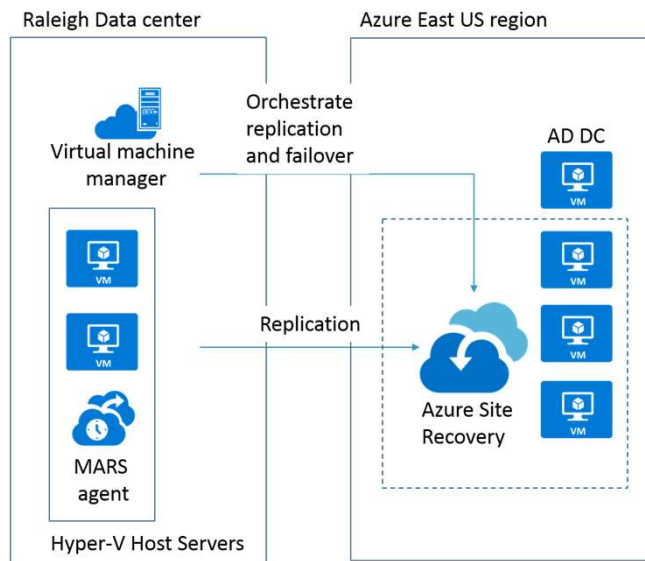 Raleigh Data center
Azure East US region
Orchestrate
replication
and failover
Virtual machine
manager
AD DC
VM
VM
VM
VM
Replication
VM
VM
Azure Site
Recovery
VM
MARS
agent
Hyper-V Host Servers